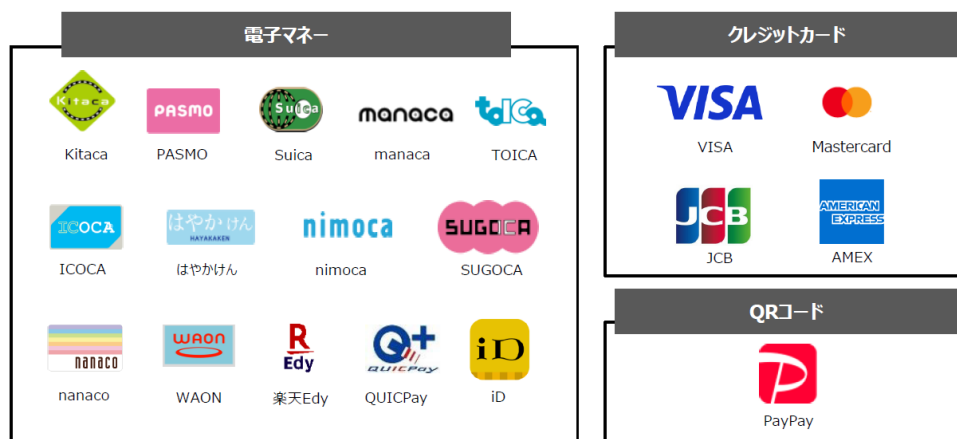 電子マネー
Kitaca PASMO Suica manaca TOICA
Kitaca PASMO Suica manaca TOICA
ICOCA はやかけん HAYAKAKEN nimoca SUGOCA
ICOCA はやかけん nimoca SUGOCA
nanaco WAON R Edy Q+ QUICPay iD
nanaco WAON 楽天Edy QUICPay iD
クレジットカード
VISA
VISA Mastercard
JCB AMERICAN EXPRESS
JCB AMEX
QRコード
P
PayPay